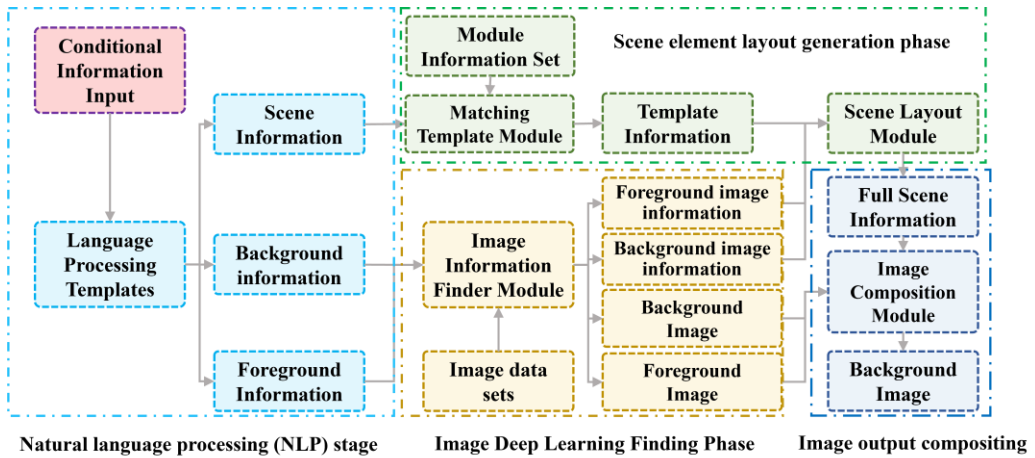 Conditional
Information
Input
Scene
Information
Language
Processing
Templates
Background
information
Foreground
Information
Natural language processing (NLP) stage
Module
Information Set
Scene element layout generation phase
Matching
Template Module
Template
Information
Scene Layout
Module
Image
Information
Finder Module
Image data
sets
Foreground image
information
Background image
information
Background
Image
Foreground
Image
Image Deep Learning Finding Phase
Full Scene
Information
Image
Composition
Module
Background
Image
Image output compositing